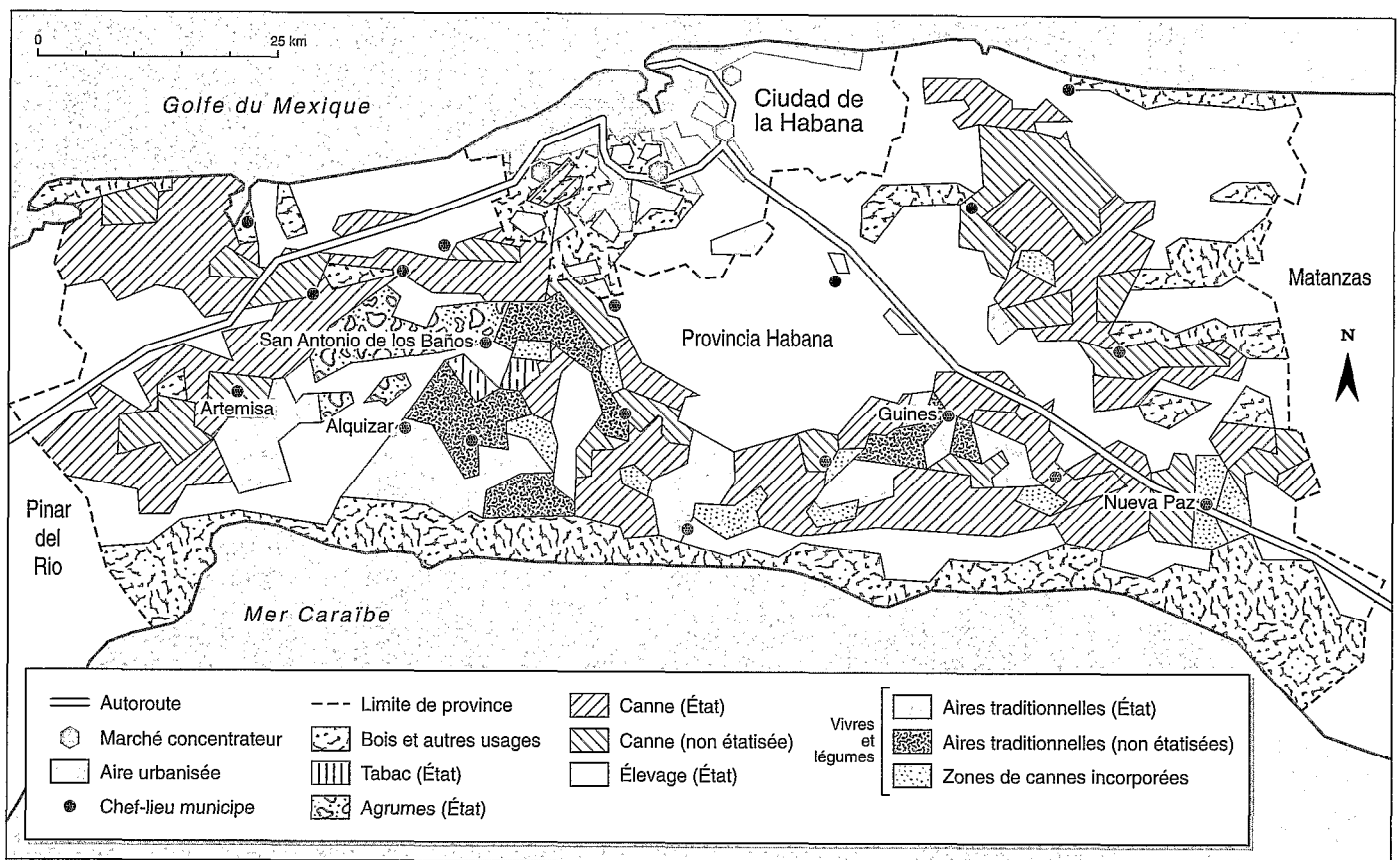 0 25 km
Golfe du Mexique
Ciudad de
la Habana
Matanzas
N
Provincia Habana
San Antonio de los Baños
Artemisa
Alquizar
Guines
Nueva Paz
Pinar
del
Rio
Mer Caraïbe
Autoroute
Marché concentrateur
Aire urbanisée
Chef-lieu municipe
Limite de province
Bois et autres usages
Tabac (État)
Agrumes (État)
Canne (État)
Canne (non étatisée)
Élevage (État)
Vivres
et
légumes
Aires traditionnelles (État)
Aires traditionnelles (non étatisées)
Zones de cannes incorporées